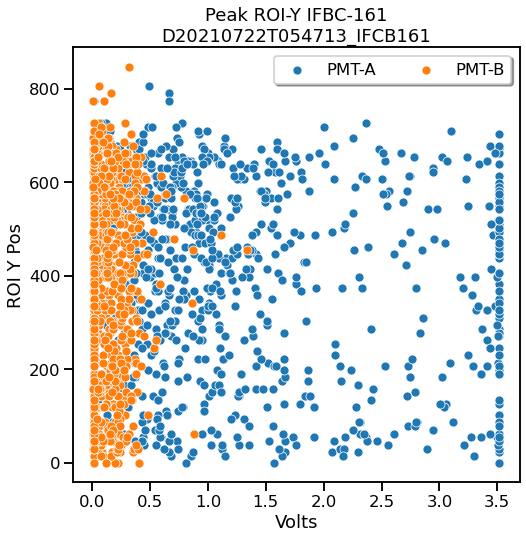 Peak ROI-Y IFBC-161
D20210722T054713_IFCB161
PMT-A PMT-B
ROI Y Pos
800
600
400
200
0
0.0 0.5 1.0 1.5 2.0 2.5 3.0 3.5
Volts